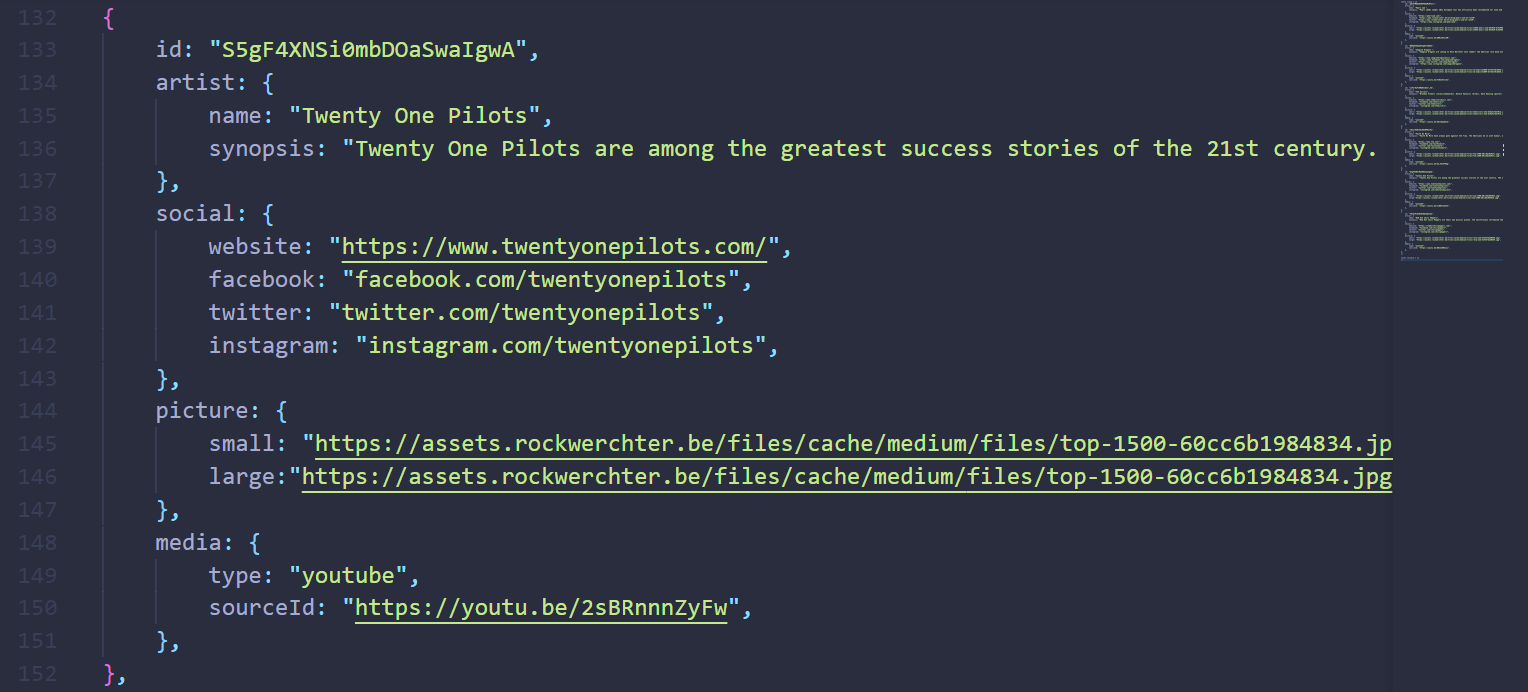 132 {
133 id: "S5gF4XNSi0mbDOaSwaIgwA",
134 artist: {
135 name: "Twenty One Pilots",
136 synopsis: "Twenty One Pilots are among the greatest success stories of the 21st century.
137 },
138 social: {
139 website: "https://www.twentyonepilots.com/",
140 facebook: "facebook.com/twentyonepilots",
141 twitter: "twitter.com/twentyonepilots",
142 instagram: "instagram.com/twentyonepilots",
143 },
144 picture: {
145 small: "https://assets.rockwerchter.be/files/cache/medium/files/top-1500-60cc6b1984834.jp
146 large:"https://assets.rockwerchter.be/files/cache/medium/files/top-1500-60cc6b1984834.jpg
147 },
148 media: {
149 type: "youtube",
150 sourceId: "https://youtu.be/2sBRnnnZyFw",
151 },
152 },